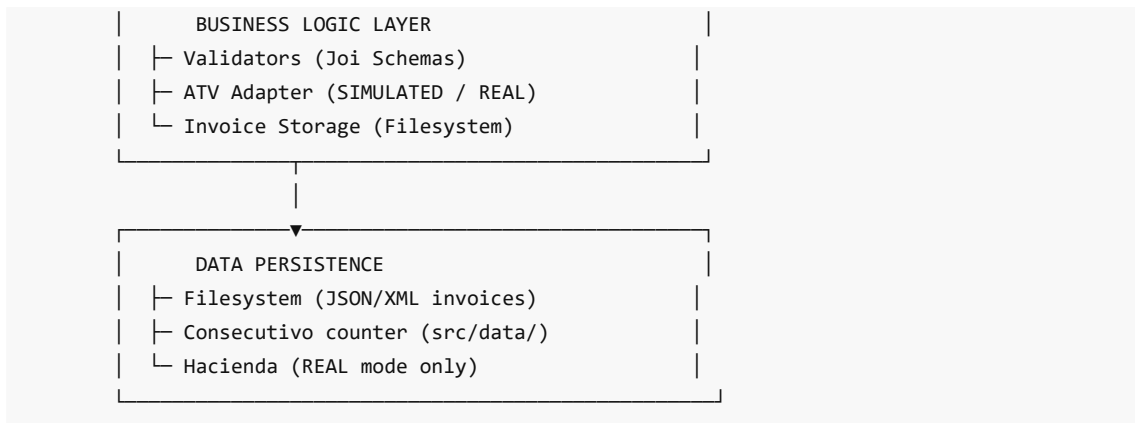 BUSINESS LOGIC LAYER
├─ Validators (Joi Schemas)
├─ ATV Adapter (SIMULATED / REAL)
└─ Invoice Storage (Filesystem)
DATA PERSISTENCE
├─ Filesystem (JSON/XML invoices)
├─ Consecutivo counter (src/data/)
└─ Hacienda (REAL mode only)